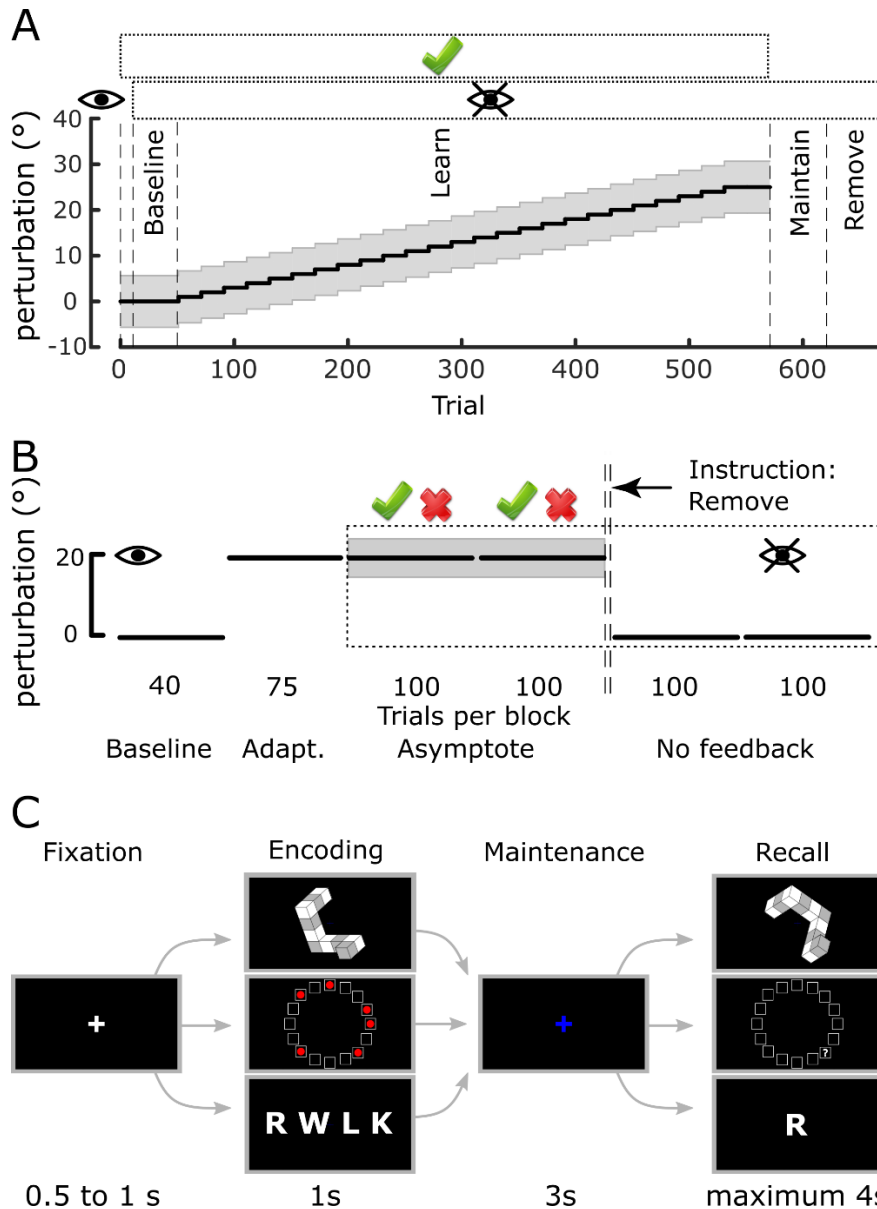 A
perturbation (°)
40
30
20
10
0
-10
Baseline
Learn
Maintain
Remove
0 100 200 300 400 500 600
Trial
B
perturbation (°)
20
0
Instruction:
Remove
40 75 100 100 100 100
Trials per block
Baseline Adapt. Asymptote No feedback
C
Fixation Encoding Maintenance Recall
+ +
?
R W L K R
0.5 to 1 s 1s 3s maximum 4s